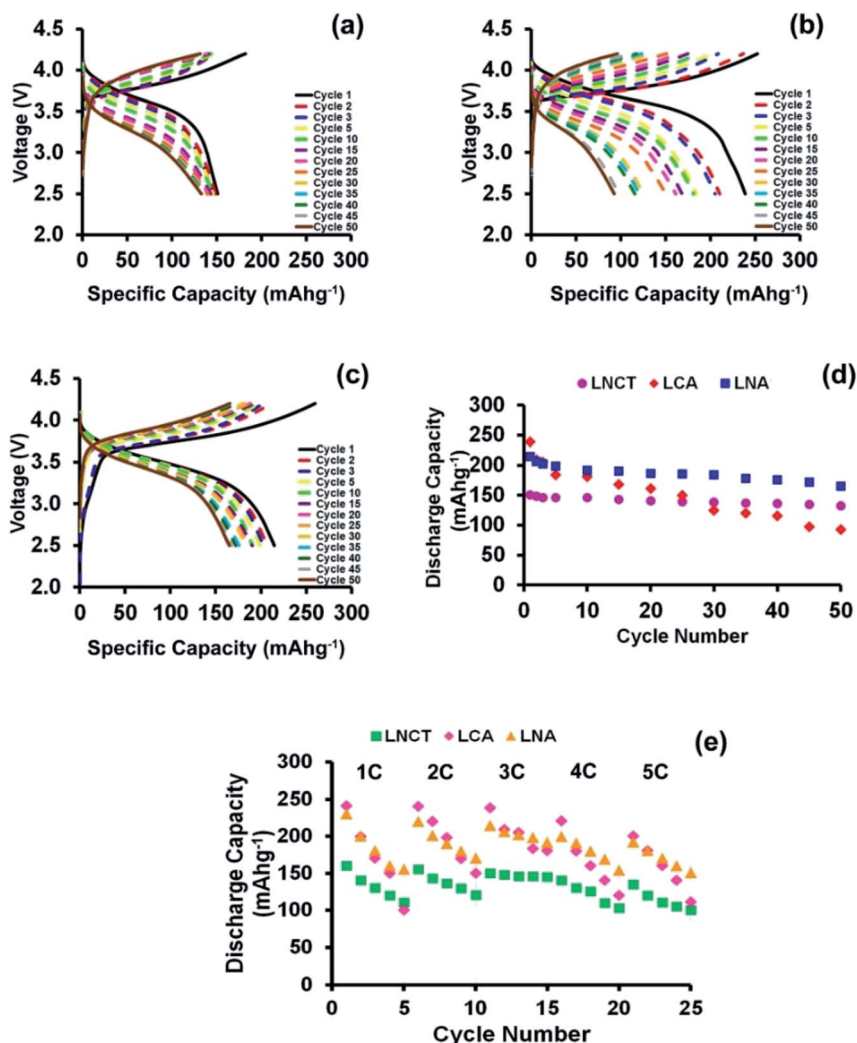 (a)
4.5
4.0
3.5
3.0
2.5
2.0
Voltage (V)
Cycle 1
Cycle 2
Cycle 3
Cycle 5
Cycle 10
Cycle 15
Cycle 20
Cycle 25
Cycle 30
Cycle 35
Cycle 40
Cycle 45
Cycle 50
0 50 100 150 200 250 300
Specific Capacity (mAhg⁻¹)
(b)
4.5
4.0
3.5
3.0
2.5
2.0
Voltage (V)
Cycle 1
Cycle 2
Cycle 3
Cycle 5
Cycle 10
Cycle 15
Cycle 20
Cycle 25
Cycle 30
Cycle 35
Cycle 40
Cycle 45
Cycle 50
0 50 100 150 200 250 300
Specific Capacity (mAhg⁻¹)
(c)
4.5
4.0
3.5
3.0
2.5
2.0
Voltage (V)
Cycle 1
Cycle 2
Cycle 3
Cycle 5
Cycle 10
Cycle 15
Cycle 20
Cycle 25
Cycle 30
Cycle 35
Cycle 40
Cycle 45
Cycle 50
0 50 100 150 200 250 300
Specific Capacity (mAhg⁻¹)
(d)
LNCT LCA LNA
300
250
200
150
100
50
0
Discharge Capacity
(mAhg⁻¹)
0 10 20 30 40 50
Cycle Number
(e)
LNCT LCA LNA
1C 2C 3C 4C 5C
300
250
200
150
100
50
0
Discharge Capacity
(mAhg⁻¹)
0 5 10 15 20 25
Cycle Number